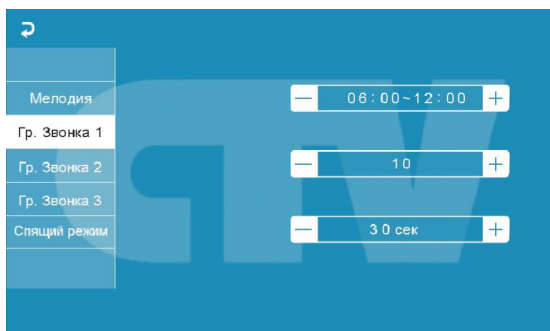 Мелодия
— 06:00~12:00 +
Гр. Звонка 1
Гр. Звонка 2
— 10 +
Гр. Звонка 3
Спящий режим
— 30 сек +
CTV